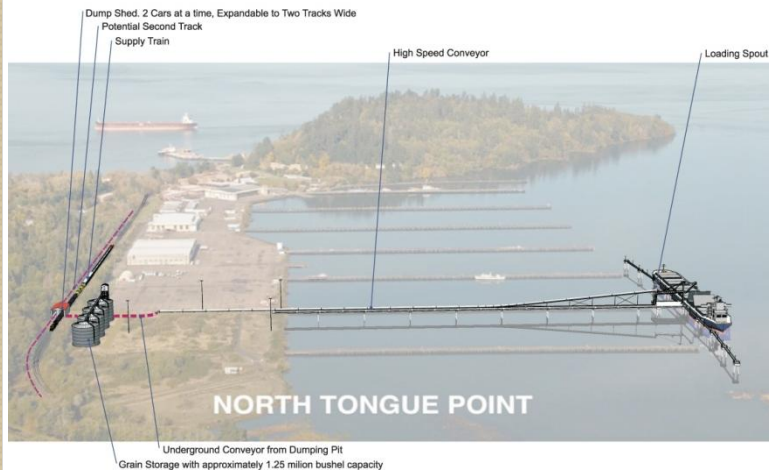 Dump Shed. 2 Cars at a time, Expandable to Two Tracks Wide
Potential Second Track
Supply Train
High Speed Conveyor
Loading Spout
NORTH TONGUE POINT
Underground Conveyor from Dumping Pit
Grain Storage with approximately 1.25 milion bushel capacity